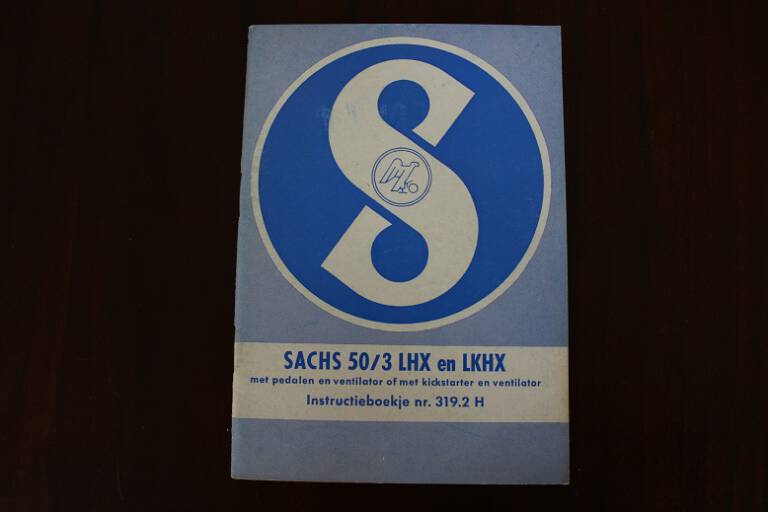 S
SACHS 50/3 LHX en LKHX
met pedalen en ventilator of met kickstarter en ventilator
Instructieboekje nr. 319.2 H